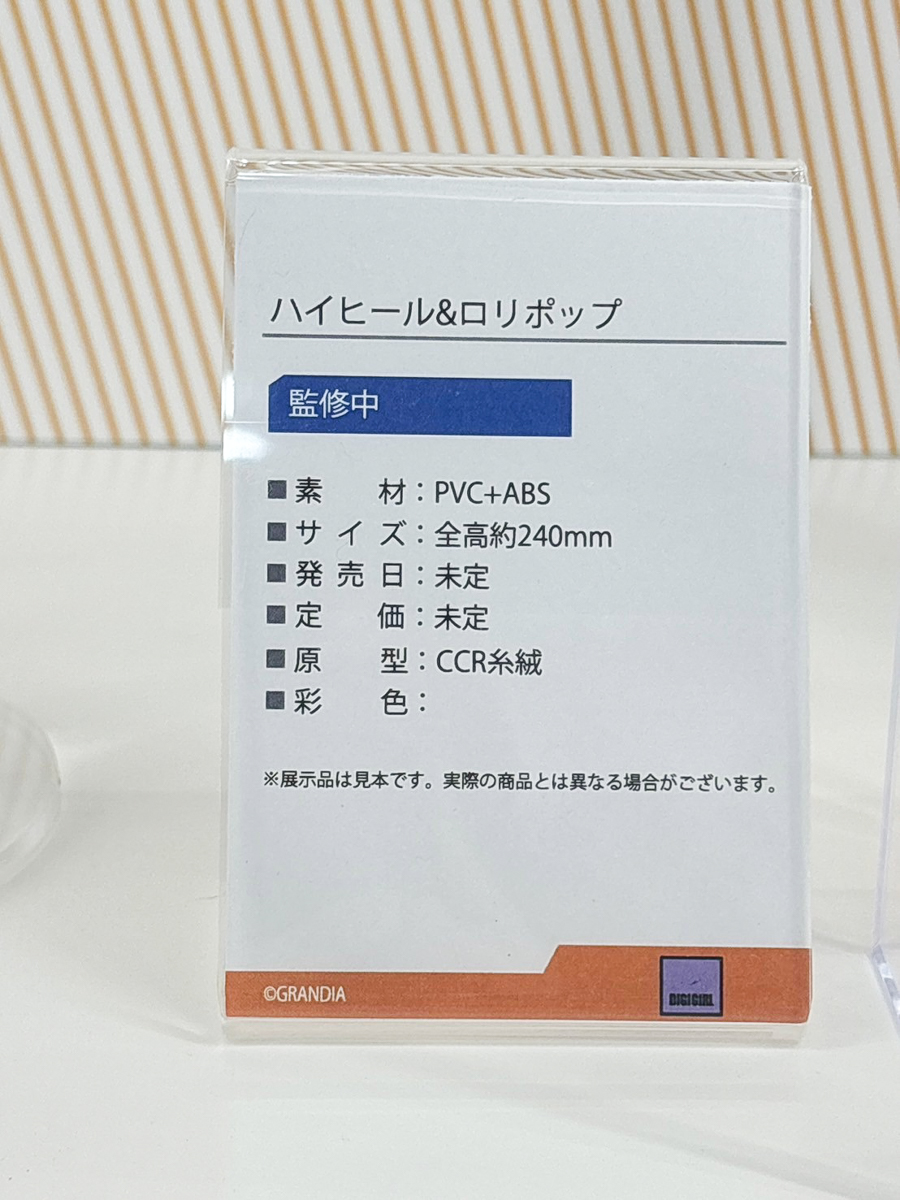 ハイヒール&ロリポップ
監修中
■素　　材：PVC+ABS
■サイズ：全高約240mm
■発売日：未定
■定　　価：未定
■原　　型：CCR糸絨
■彩　　色：
※展示品は見本です。実際の商品とは異なる場合がございます。
©GRANDIA
DIGIGIRL